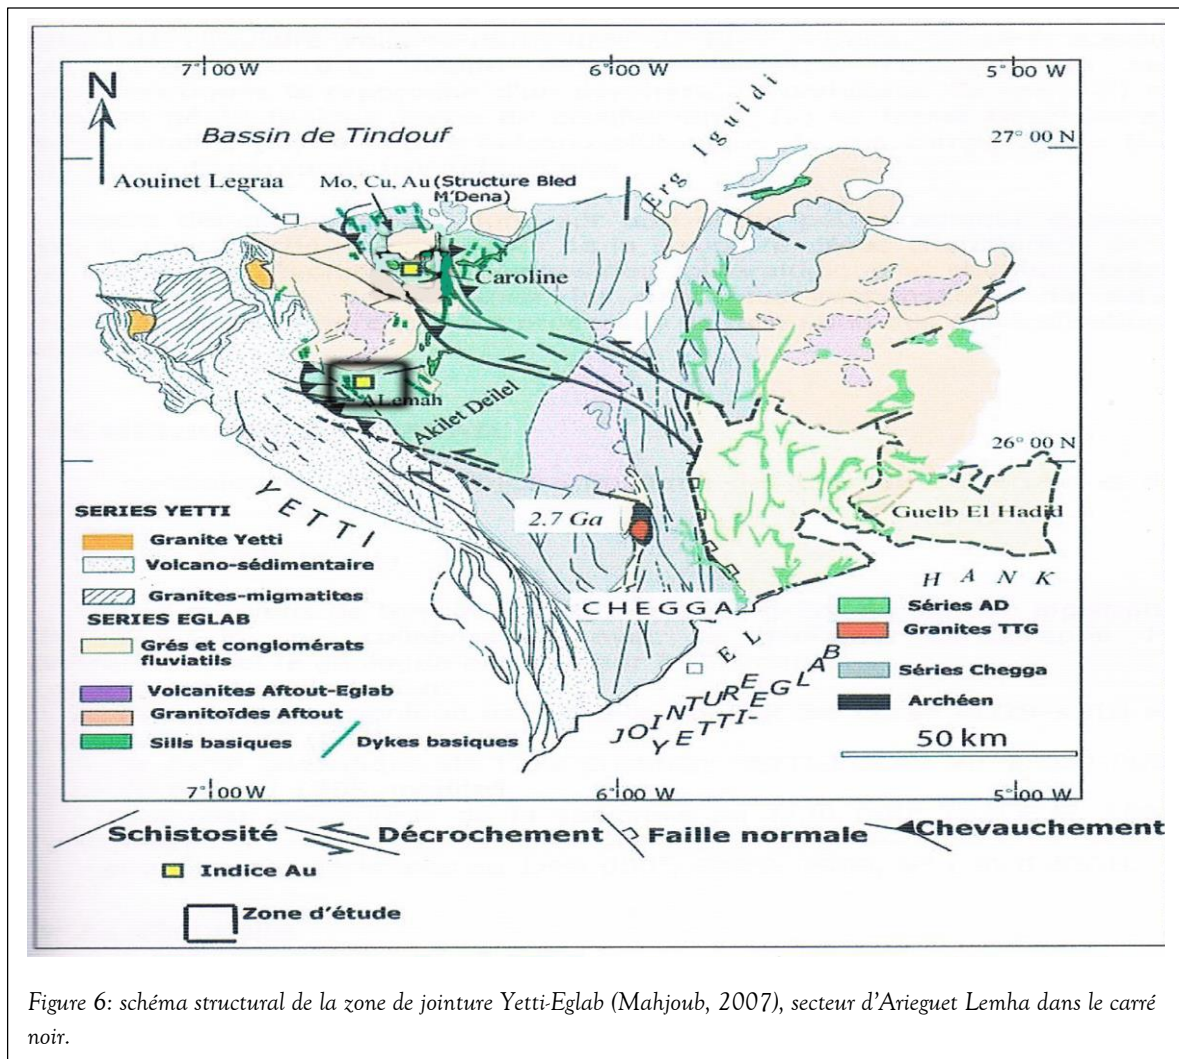 7°00 W
6°00 W
5°00 W
N
Bassin de Tindouf
Erg Iguidi
27° 00 N
Aouinet Legraa
Mo, Cu, Au (Structure Bled
M'Dena)
Caroline
ALemah
Akilet Deilel
26° 00 N
YETTI
2.7 Ga
Guelb El Hadid
HANK
CHEGGA
EL
JOINTURE
YETTI-EGLAB
SERIES YETTI
Granite Yetti
Volcano-sédimentaire
Granites-migmatites
SERIES EGLAB
Grés et conglomérats
fluviatils
Volcanites Aftout-Eglab
Granitoïdes Aftout
Sills basiques
Dykes basiques
Séries AD
Granites TTG
Séries Chegga
Archéen
50 km
7°00 W
6°00 W
5°00 W
Schistosité
Décrochement
Faille normale
Chevauchement
Indice Au
Zone d'étude
Figure 6: schéma structural de la zone de jointure Yetti-Eglab (Mahjoub, 2007), secteur d'Arieguet Lemha dans le carré
noir.